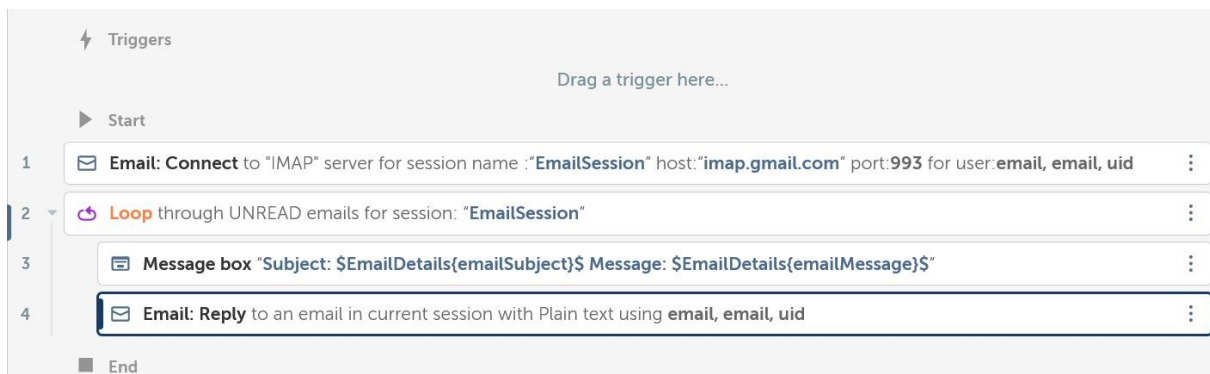 Triggers
Drag a trigger here...
Start
1 Email: Connect to "IMAP" server for session name :"EmailSession" host:"imap.gmail.com" port:993 for user:email, email, uid
2 Loop through UNREAD emails for session: "EmailSession"
3 Message box "Subject: $EmailDetails{emailSubject}$ Message: $EmailDetails{emailMessage}$"
4 Email: Reply to an email in current session with Plain text using email, email, uid
End